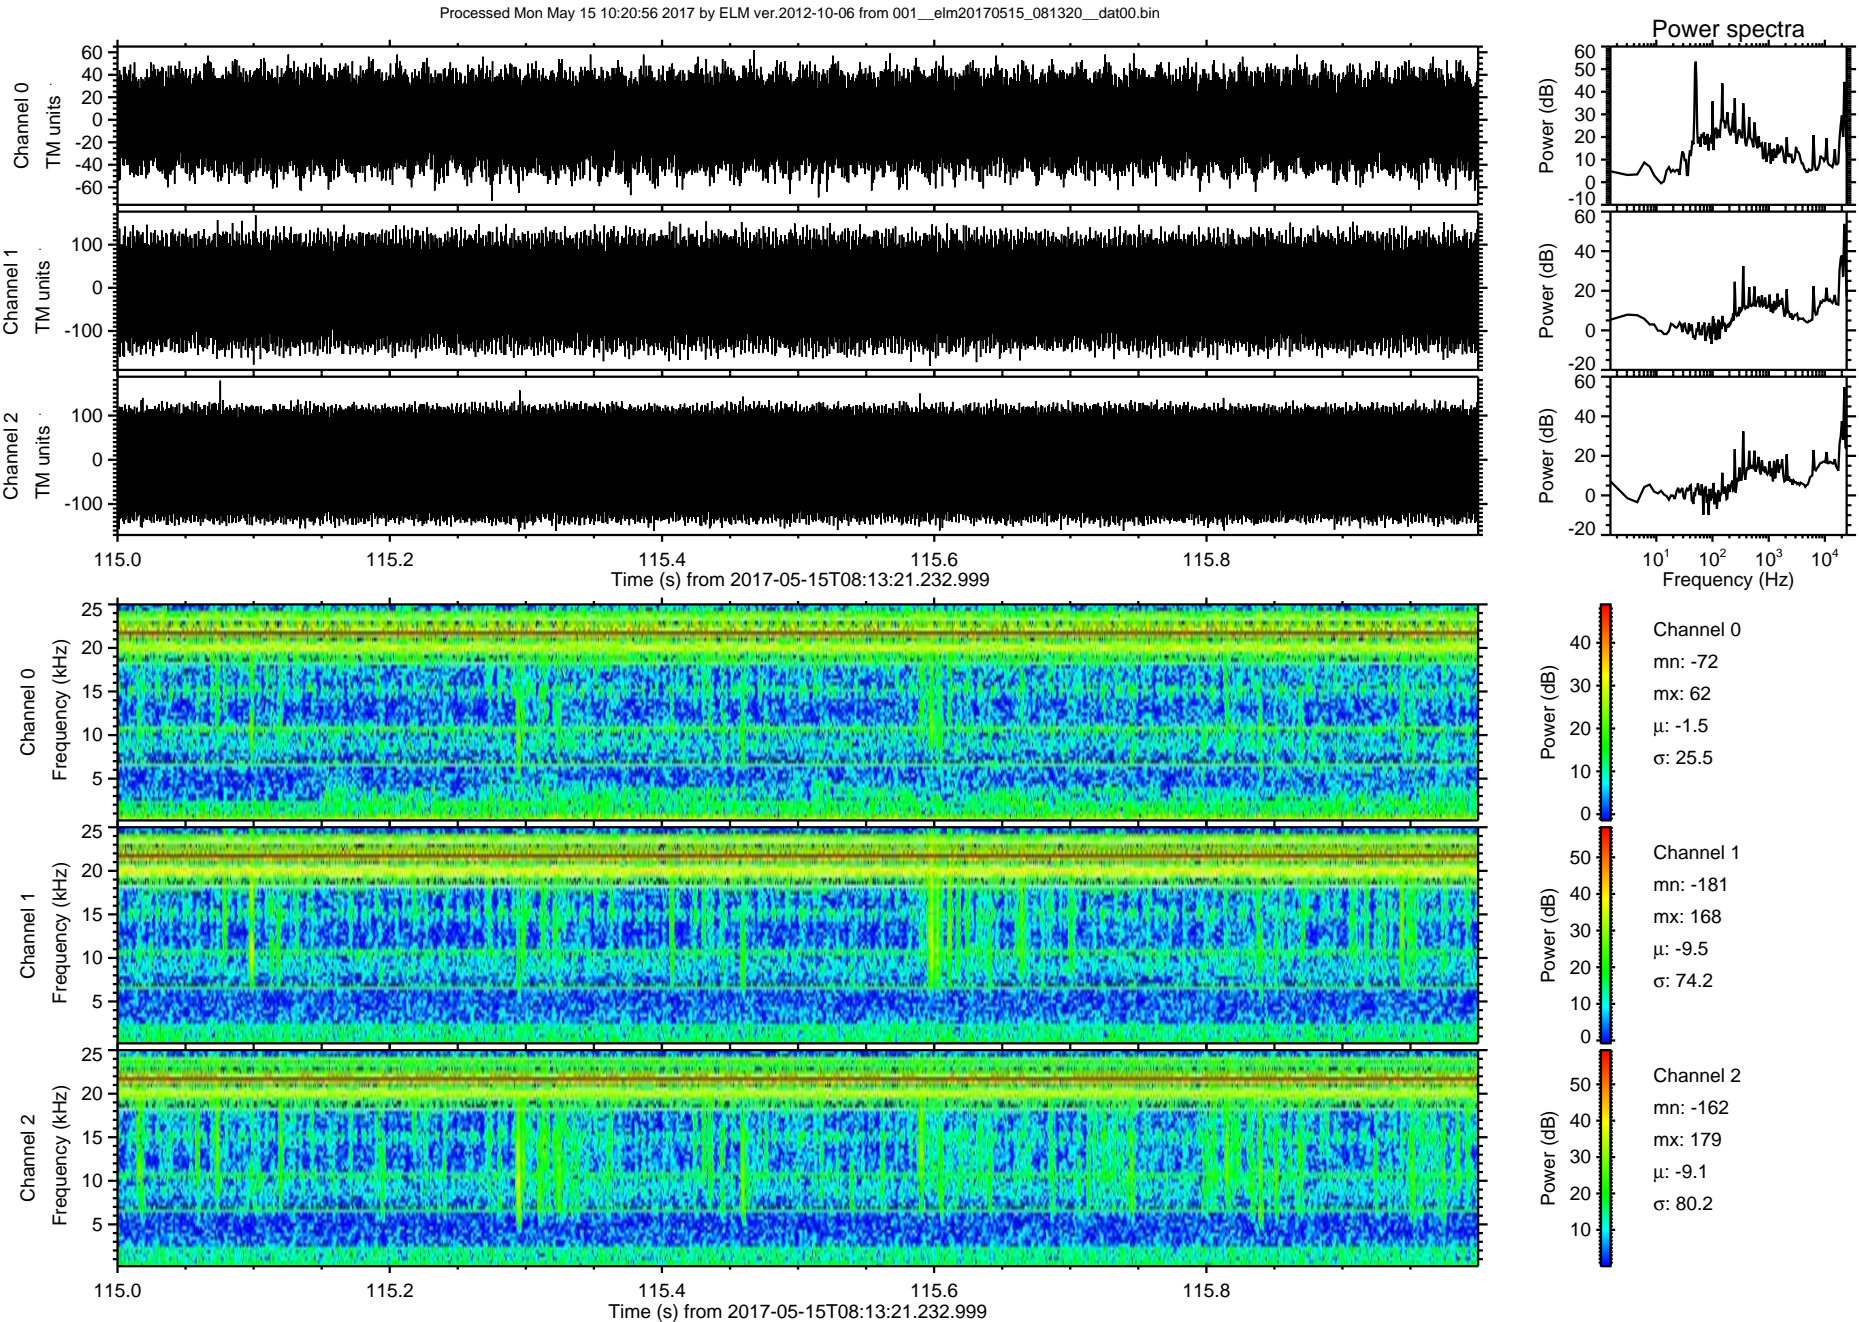 Processed Mon May 15 10:20:56 2017 by ELM ver.2012-10-06 from 001__elm20170515_081320__dat00.bin
Power spectra
Channel 0
TM units
60
40
20
0
-20
-40
-60
Power (dB)
60
50
40
30
20
10
0
-10
Channel 1
TM units
100
0
-100
Power (dB)
60
40
20
0
-20
Channel 2
TM units
100
0
-100
Power (dB)
60
40
20
0
-20
115.0 115.2 115.4 115.6 115.8
Time (s) from 2017-05-15T08:13:21.232.999
10¹ 10² 10³ 10⁴
Frequency (Hz)
Channel 0
Frequency (kHz)
25
20
15
10
5
Power (dB)
40
30
20
10
0
Channel 0
mn: -72
mx: 62
μ: -1.5
σ: 25.5
Channel 1
Frequency (kHz)
25
20
15
10
5
Power (dB)
50
40
30
20
10
0
Channel 1
mn: -181
mx: 168
μ: -9.5
σ: 74.2
Channel 2
Frequency (kHz)
25
20
15
10
5
Power (dB)
50
40
30
20
10
Channel 2
mn: -162
mx: 179
μ: -9.1
σ: 80.2
115.0 115.2 115.4 115.6 115.8
Time (s) from 2017-05-15T08:13:21.232.999